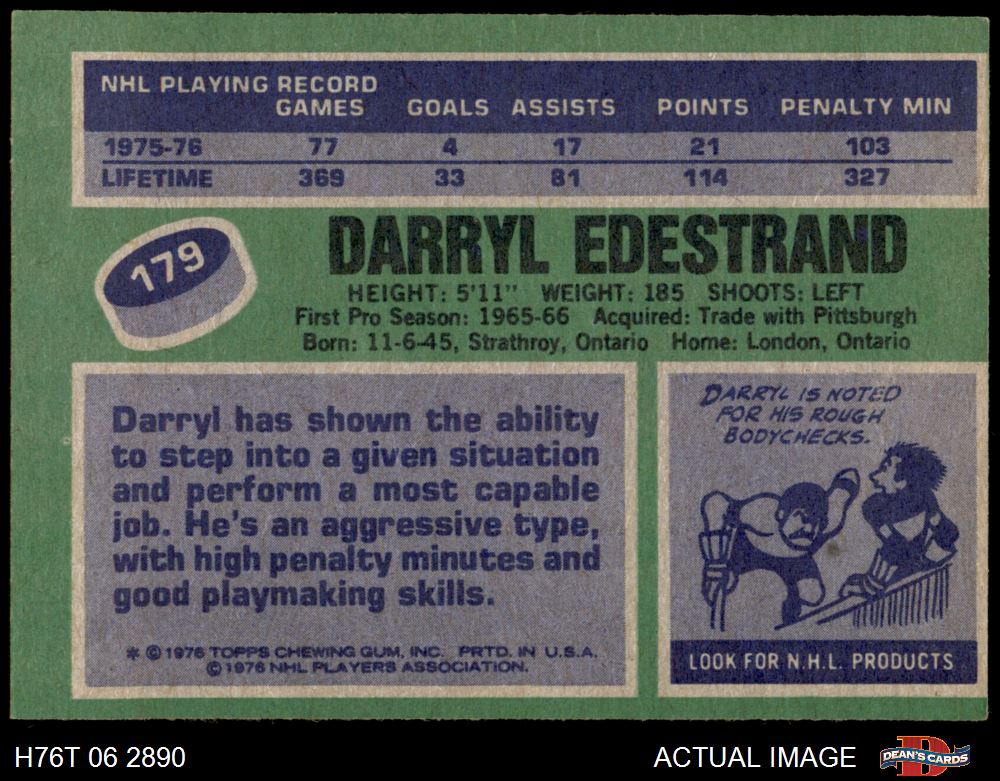 NHL PLAYING RECORD
GAMES GOALS ASSISTS POINTS PENALTY MIN
1975-76 77 4 17 21 103
LIFETIME 369 33 81 114 327
179
DARRYL EDESTRAND
HEIGHT: 5'11" WEIGHT: 185 SHOOTS: LEFT
First Pro Season: 1965-66 Acquired: Trade with Pittsburgh
Born: 11-6-45, Strathroy, Ontario Home: London, Ontario
Darryl has shown the ability
to step into a given situation
and perform a most capable
job. He's an aggressive type,
with high penalty minutes and
good playmaking skills.
* © 1976 TOPPS CHEWING GUM, INC. PRTD. IN U.S.A.
© 1976 NHL PLAYERS ASSOCIATION.
DARRYL IS NOTED
FOR HIS ROUGH
BODYCHECKS.
LOOK FOR N.H.L. PRODUCTS
H76T 06 2890 ACTUAL IMAGE DEAN'S CARDS